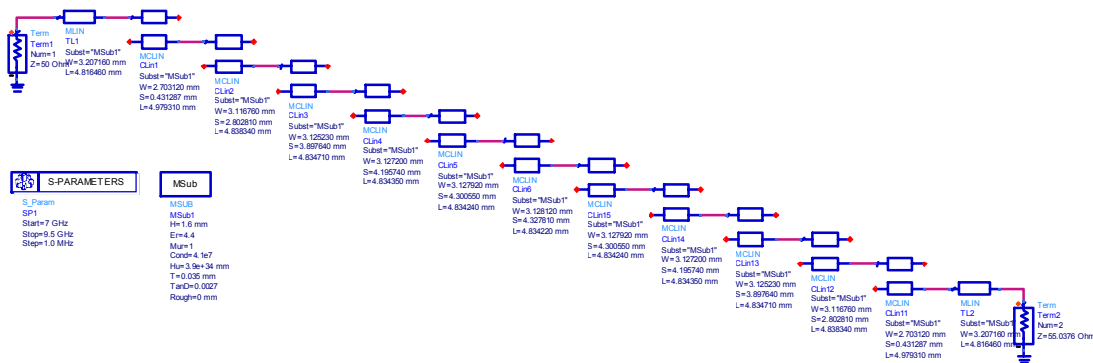 Term
Term1
Num=1
Z=50 Ohm
MLIN
TL1
Subst="MSub1"
W=3.207160 mm
L=4.816460 mm
MCLIN
CLin1
Subst="MSub1"
W=2.703120 mm
S=0.431287 mm
L=4.979310 mm
MCLIN
CLin2
Subst="MSub1"
W=3.116760 mm
S=2.802810 mm
L=4.838340 mm
MCLIN
CLin3
Subst="MSub1"
W=3.125230 mm
S=3.897640 mm
L=4.834710 mm
MCLIN
CLin4
Subst="MSub1"
W=3.127200 mm
S=4.195740 mm
L=4.834350 mm
MCLIN
CLin5
Subst="MSub1"
W=3.127920 mm
S=4.300550 mm
L=4.834240 mm
MCLIN
CLin6
Subst="MSub1"
W=3.128120 mm
S=4.327810 mm
L=4.834220 mm
MCLIN
CLin15
Subst="MSub1"
W=3.127920 mm
S=4.300550 mm
L=4.834240 mm
MCLIN
CLin14
Subst="MSub1"
W=3.127200 mm
S=4.195740 mm
L=4.834350 mm
MCLIN
CLin13
Subst="MSub1"
W=3.125230 mm
S=3.897640 mm
L=4.834710 mm
MCLIN
CLin12
Subst="MSub1"
W=3.116760 mm
S=2.802810 mm
L=4.838340 mm
MCLIN
CLin11
Subst="MSub1"
W=2.703120 mm
S=0.431287 mm
L=4.979310 mm
MLIN
TL2
Subst="MSub1"
W=3.207160 mm
L=4.816460 mm
Term
Term2
Num=2
Z=55.0376 Ohm
S-PARAMETERS
S_Param
SP1
Start=7 GHz
Stop=9.5 GHz
Step=1.0 MHz
MSub
MSUB
MSub1
H=1.6 mm
Er=4.4
Mur=1
Cond=4.1e7
Hu=3.9e+34 mm
T=0.035 mm
TanD=0.0027
Rough=0 mm